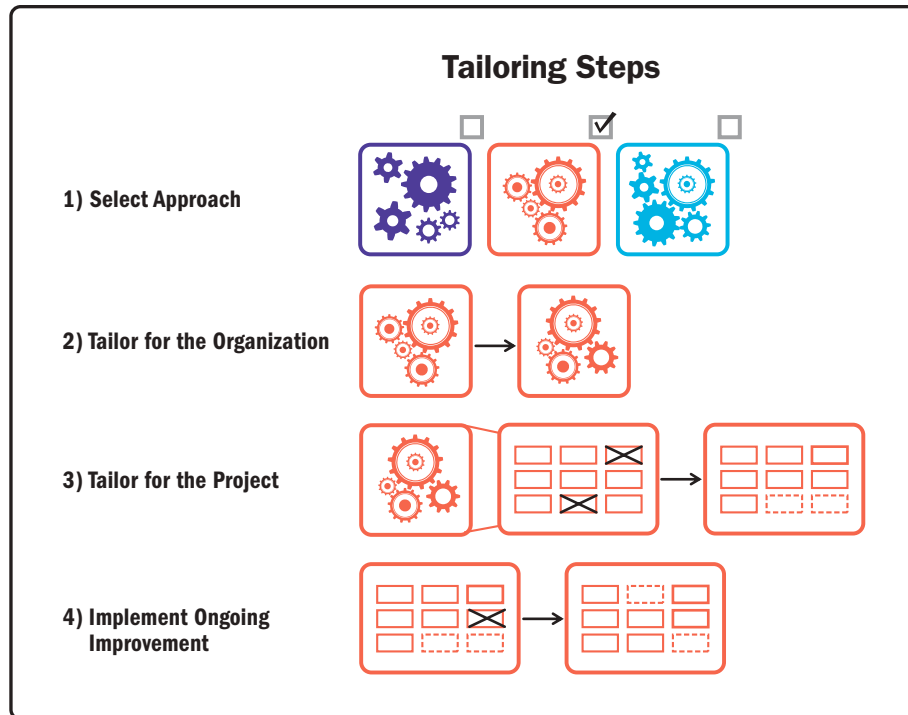 Tailoring Steps
1) Select Approach
2) Tailor for the Organization
3) Tailor for the Project
4) Implement Ongoing
Improvement